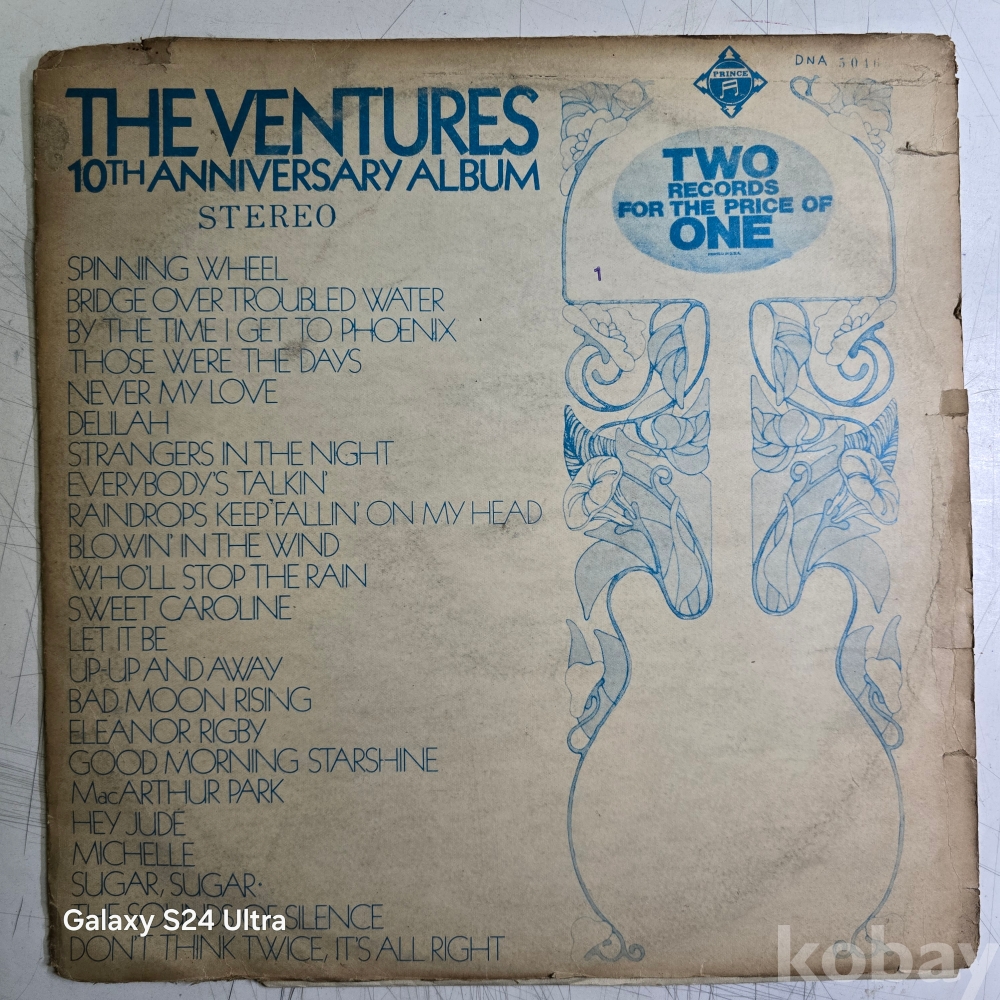 PRINCE
DNA 5046
THE VENTURES
10TH ANNIVERSARY ALBUM
STEREO
TWO
RECORDS
FOR THE PRICE OF
ONE
1
SPINNING WHEEL
BRIDGE OVER TROUBLED WATER
BY THE TIME I GET TO PHOENIX
THOSE WERE THE DAYS
NEVER MY LOVE
DELILAH
STRANGERS IN THE NIGHT
EVERYBODY'S TALKIN'
RAINDROPS KEEP FALLIN' ON MY HEAD
BLOWIN' IN THE WIND
WHO'LL STOP THE RAIN
SWEET CAROLINE
LET IT BE
UP-UP AND AWAY
BAD MOON RISING
ELEANOR RIGBY
GOOD MORNING STARSHINE
MacARTHUR PARK
HEY JUDE
MICHELLE
SUGAR, SUGAR
THE SOUNDS OF SILENCE
Galaxy S24 Ultra
DON'T THINK TWICE, IT'S ALL RIGHT
kobay